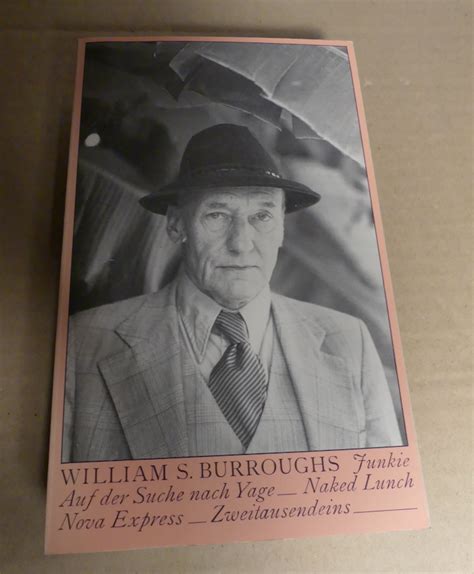 WILLIAM S. BURROUGHS Junkie
Auf der Suche nach Yage — Naked Lunch
Nova Express — Zweitausendeins